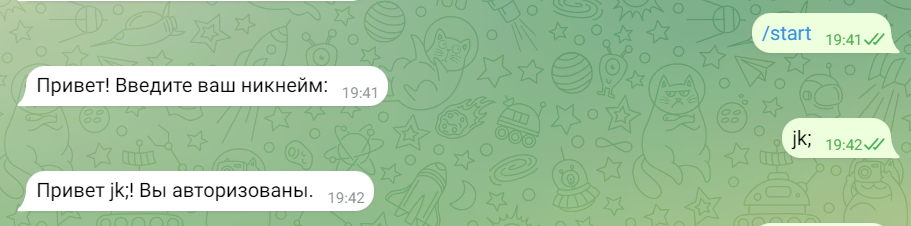 /start 19:41
Привет! Введите ваш никнейм: 19:41
jk; 19:42
Привет jk;! Вы авторизованы. 19:42